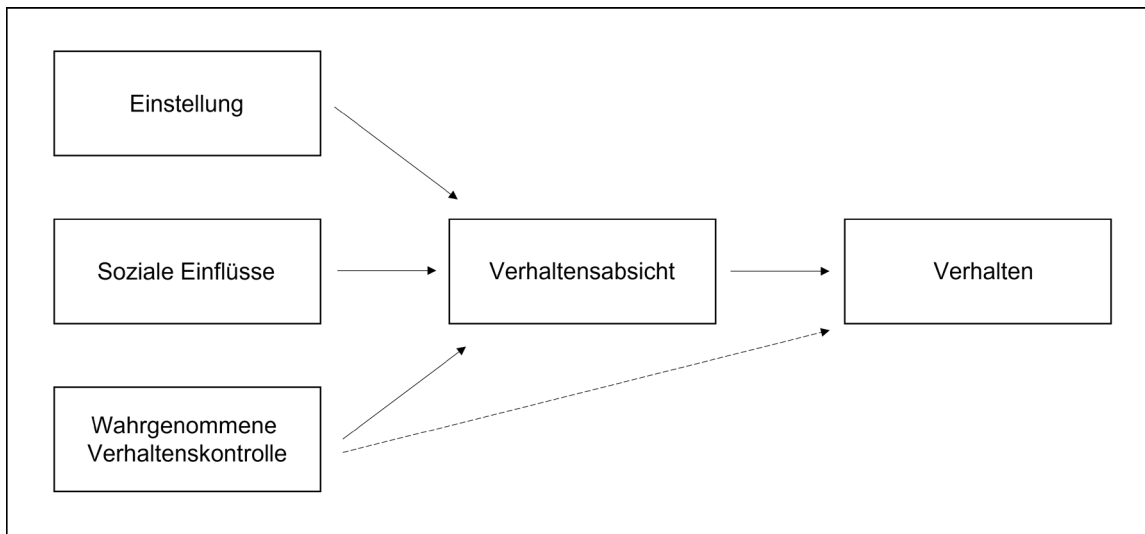 Einstellung
Soziale Einflüsse
Verhaltensabsicht
Verhalten
Wahrgenommene
Verhaltenskontrolle